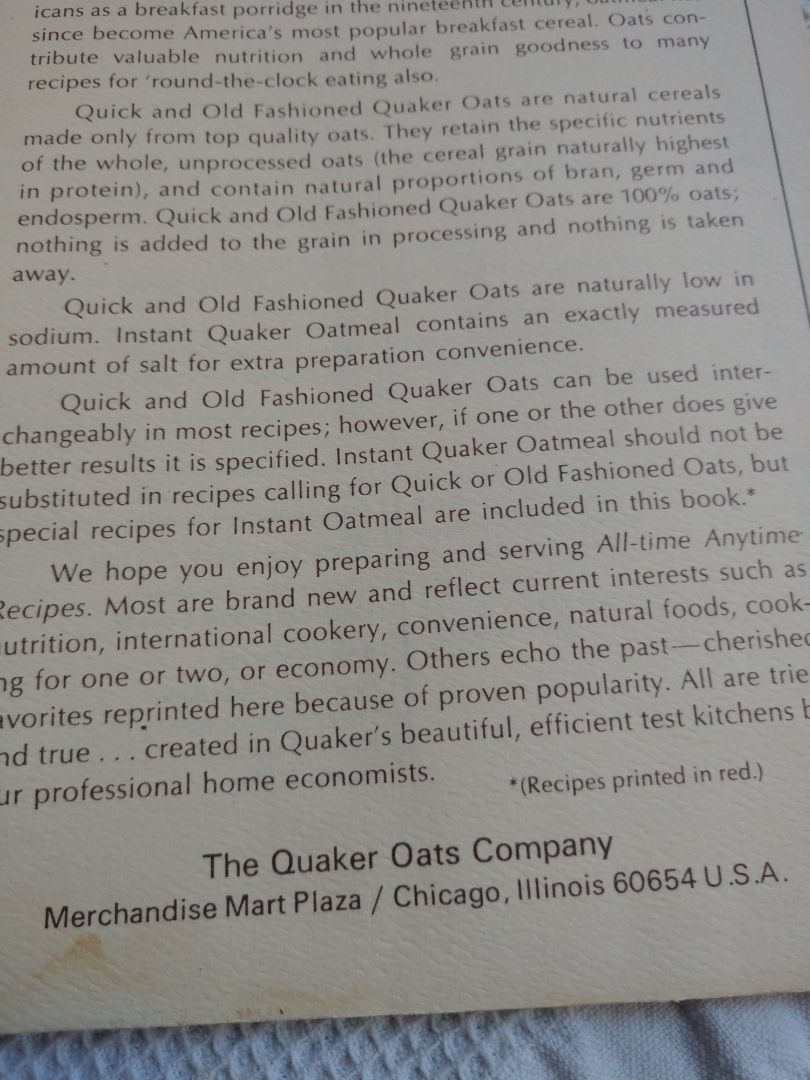 icans as a breakfast porridge in the nineteenth century,
since become America's most popular breakfast cereal. Oats con-
tribute valuable nutrition and whole grain goodness to many
recipes for 'round-the-clock eating also.
Quick and Old Fashioned Quaker Oats are natural cereals
made only from top quality oats. They retain the specific nutrients
of the whole, unprocessed oats (the cereal grain naturally highest
in protein), and contain natural proportions of bran, germ and
endosperm. Quick and Old Fashioned Quaker Oats are 100% oats;
nothing is added to the grain in processing and nothing is taken
away.
Quick and Old Fashioned Quaker Oats are naturally low in
sodium. Instant Quaker Oatmeal contains an exactly measured
amount of salt for extra preparation convenience.
Quick and Old Fashioned Quaker Oats can be used inter-
changeably in most recipes; however, if one or the other does give
better results it is specified. Instant Quaker Oatmeal should not be
substituted in recipes calling for Quick or Old Fashioned Oats, but
special recipes for Instant Oatmeal are included in this book.*
We hope you enjoy preparing and serving All-time Anytime
Recipes. Most are brand new and reflect current interests such as
utrition, international cookery, convenience, natural foods, cook-
ng for one or two, or economy. Others echo the past—cherished
avorites reprinted here because of proven popularity. All are trie
nd true . . . created in Quaker's beautiful, efficient test kitchens b
ur professional home economists.
*(Recipes printed in red.)
The Quaker Oats Company
Merchandise Mart Plaza / Chicago, Illinois 60654 U.S.A.